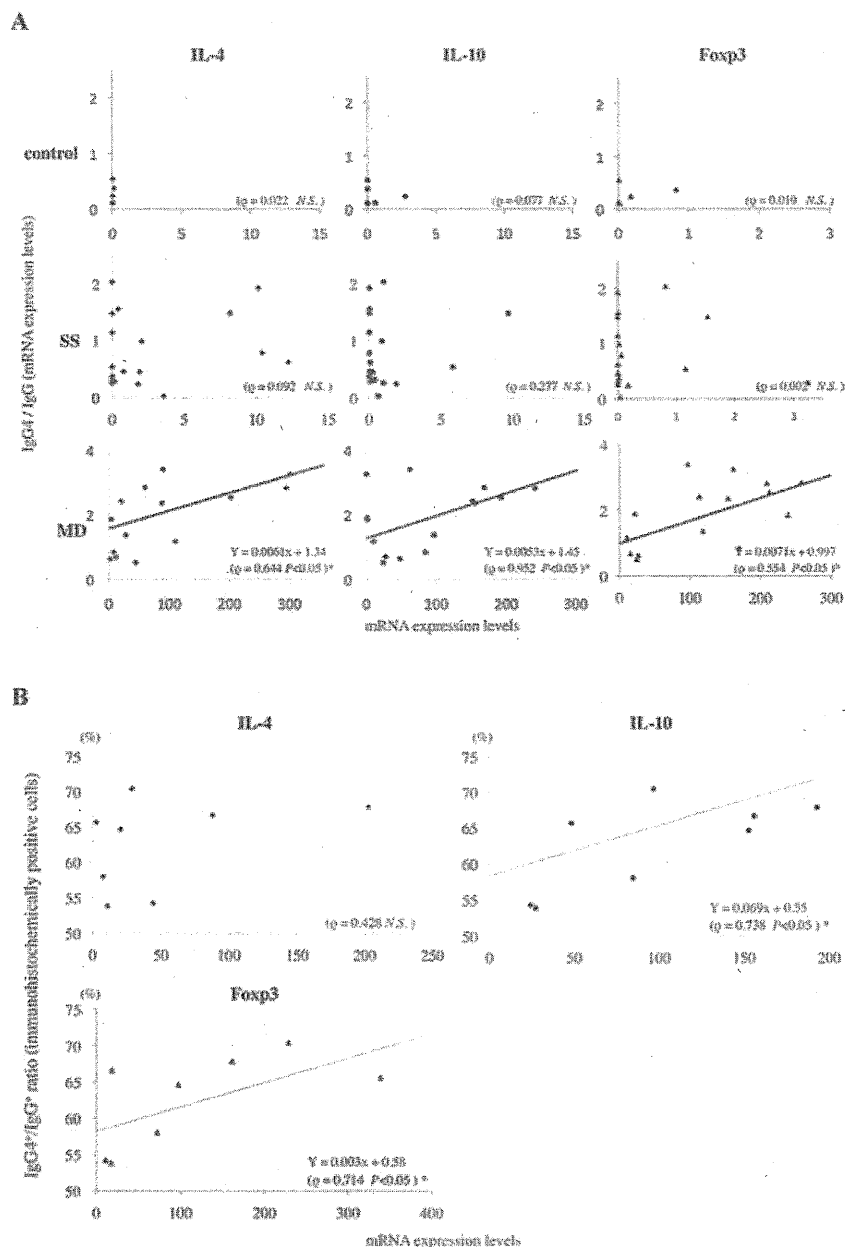 A
IL-4
IL-10
Foxp3
control
SS
MD
IgG4 / IgG (mRNA expression levels)
2
1
0
(ϱ = 0.022 N.S.)
0 5 10 15
2
1
0
(ϱ = 0.077 N.S.)
0 5 10 15
2
1
0
(ϱ = 0.010 N.S.)
0 1 2 3
2
1
0
(ϱ = 0.092 N.S.)
0 5 10 15
2
1
0
(ϱ = 0.277 N.S.)
0 5 10 15
2
1
0
(ϱ = 0.002 N.S.)
0 1 2 3
4
2
0
Y = 0.0061x + 1.34
(ϱ = 0.644 P<0.05)*
0 100 200 300
4
2
0
Y = 0.0053x + 1.45
(ϱ = 0.952 P<0.05)*
0 100 200 300
4
2
0
Y = 0.0071x + 0.997
(ϱ = 0.554 P<0.05)*
0 100 200 300
mRNA expression levels
B
IgG4⁺/IgG⁺ ratio (immunohistochemically positive cells)
IL-4
(%)
75
70
65
60
55
50
(ϱ = 0.428 N.S.)
0 50 100 150 200 250
IL-10
(%)
75
70
65
60
55
50
Y = 0.069x + 0.55
(ϱ = 0.738 P<0.05) *
0 50 100 150 200
Foxp3
(%)
75
70
65
60
55
50
Y = 0.003x + 0.58
(ϱ = 0.714 P<0.05) *
0 100 200 300 400
mRNA expression levels